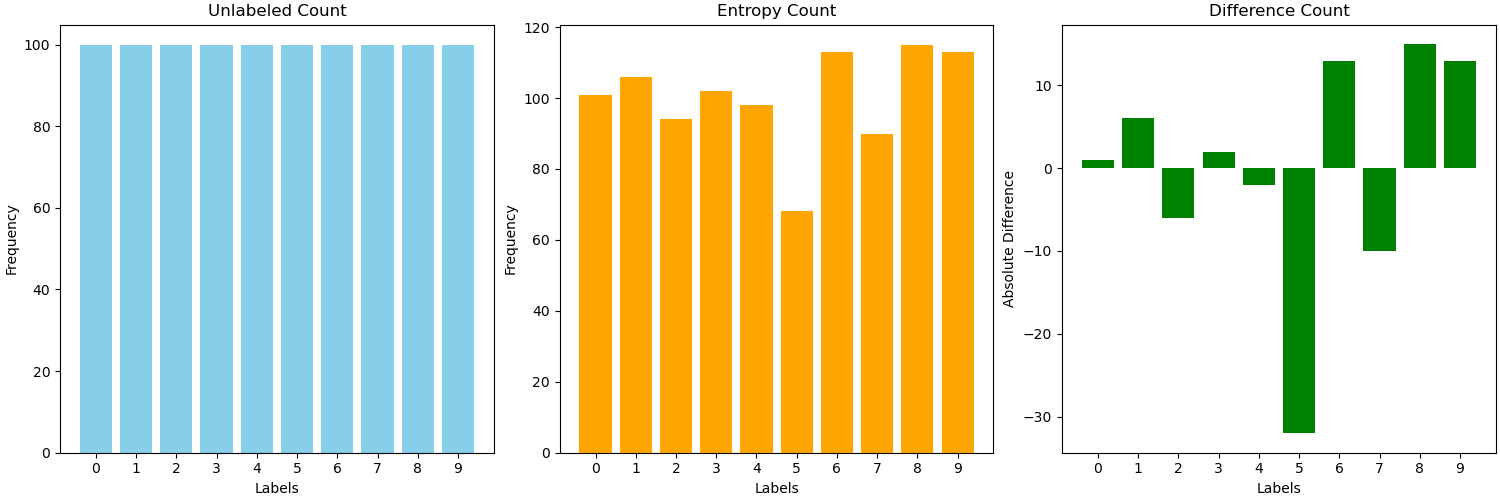 Unlabeled Count
Frequency
100
80
60
40
20
0
0 1 2 3 4 5 6 7 8 9
Labels
Entropy Count
Frequency
120
100
80
60
40
20
0
0 1 2 3 4 5 6 7 8 9
Labels
Difference Count
Absolute Difference
10
0
−10
−20
−30
0 1 2 3 4 5 6 7 8 9
Labels